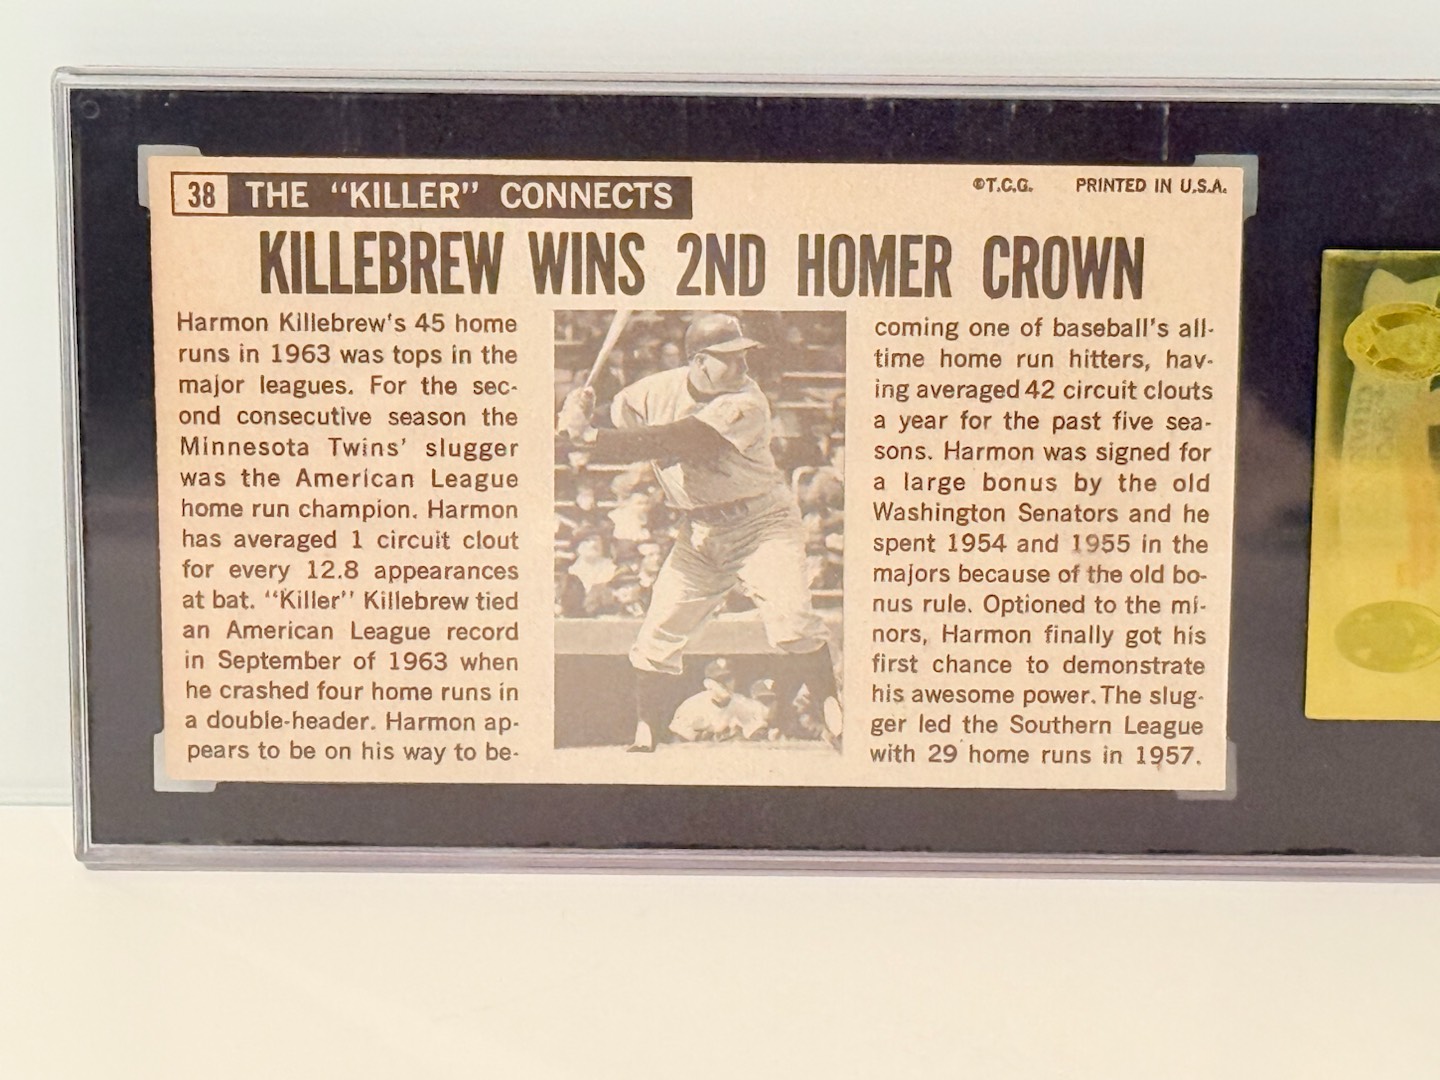 38 THE "KILLER" CONNECTS
©T.C.G. PRINTED IN U.S.A.
KILLEBREW WINS 2ND HOMER CROWN
Harmon Killebrew's 45 home
runs in 1963 was tops in the
major leagues. For the sec-
ond consecutive season the
Minnesota Twins' slugger
was the American League
home run champion. Harmon
has averaged 1 circuit clout
for every 12.8 appearances
at bat. "Killer" Killebrew tied
an American League record
in September of 1963 when
he crashed four home runs in
a double-header. Harmon ap-
pears to be on his way to be-
coming one of baseball's all-
time home run hitters, hav-
ing averaged 42 circuit clouts
a year for the past five sea-
sons. Harmon was signed for
a large bonus by the old
Washington Senators and he
spent 1954 and 1955 in the
majors because of the old bo-
nus rule. Optioned to the mi-
nors, Harmon finally got his
first chance to demonstrate
his awesome power. The slug-
ger led the Southern League
with 29 home runs in 1957.